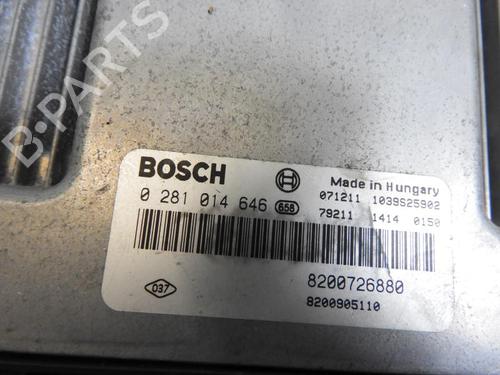 B-PARTS
BOSCH
Made in Hungary
0 281 014 646 658
071211 1039S25902
79211 1414 0150
8200726880
037
8200905110